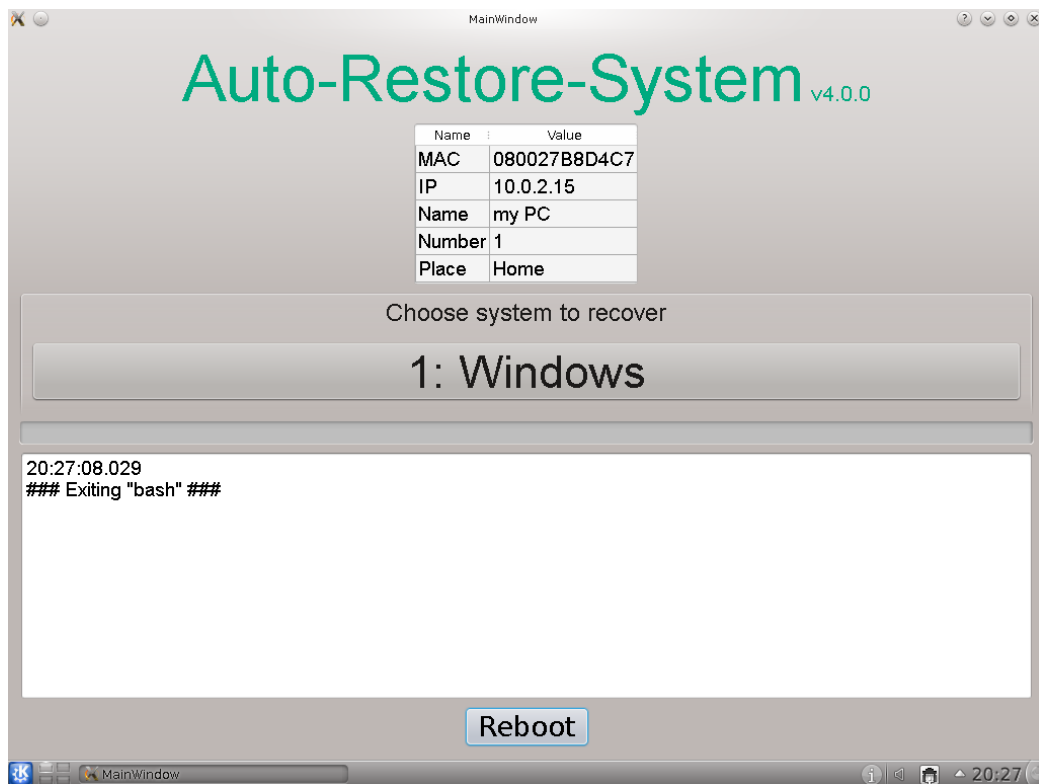 MainWindow
Auto-Restore-System v4.0.0
Name Value
MAC 080027B8D4C7
IP 10.0.2.15
Name my PC
Number 1
Place Home
Choose system to recover
1: Windows
20:27:08.029
### Exiting "bash" ###
Reboot
MainWindow 20:27